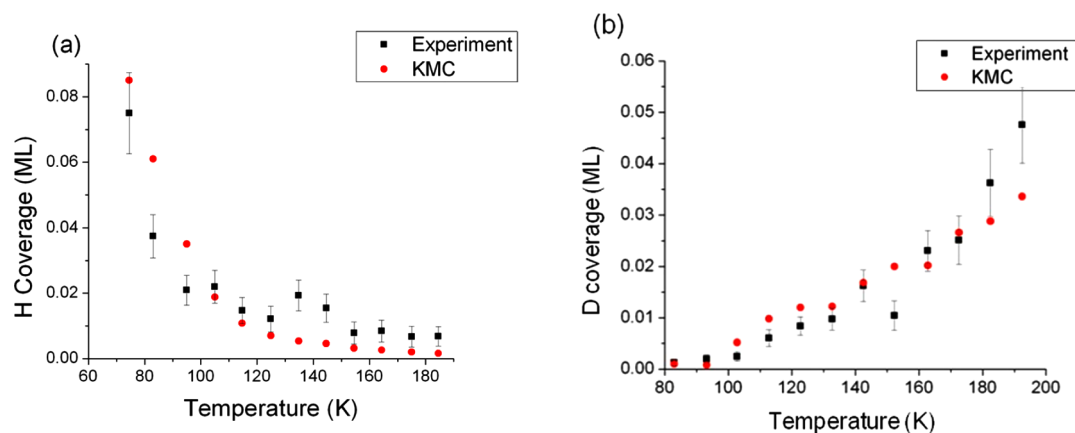 (a)
Experiment
KMC
0.08
0.06
0.04
0.02
0.00
H Coverage (ML)
60 80 100 120 140 160 180
Temperature (K)
(b)
Experiment
KMC
0.06
0.05
0.04
0.03
0.02
0.01
0.00
D coverage (ML)
80 100 120 140 160 180 200
Temperature (K)